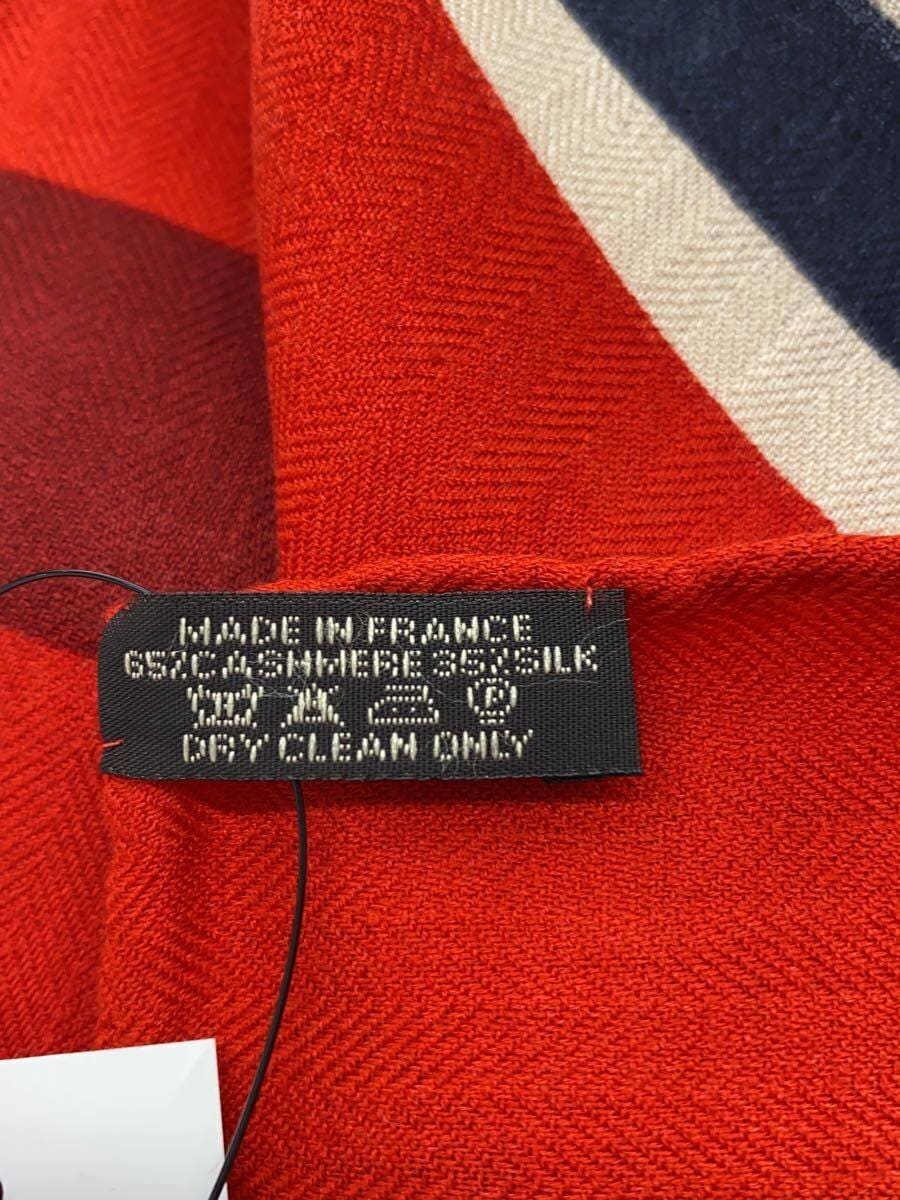 MADE IN FRANCE
65%CASHMERE 35%SILK
P
DRY CLEAN ONLY